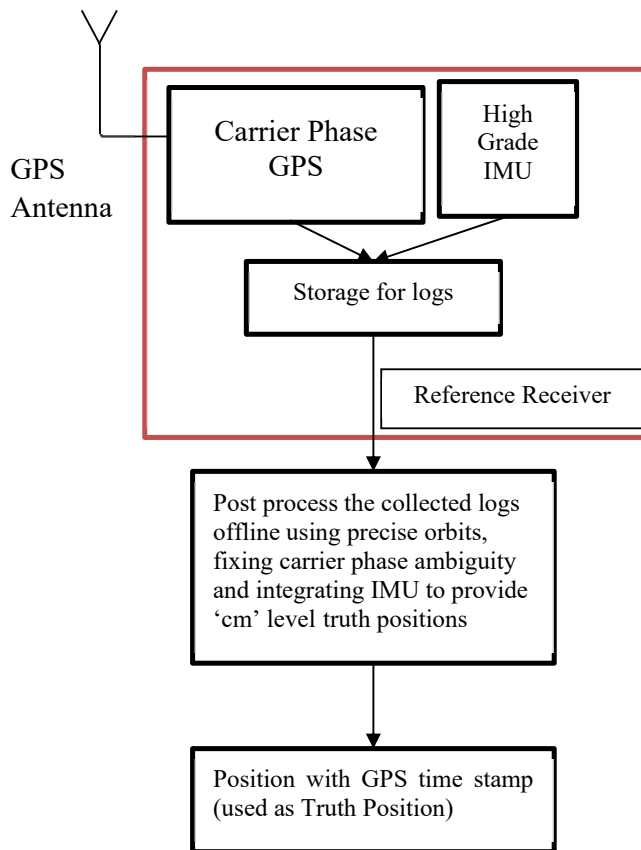 Carrier Phase
GPS
High
Grade
IMU
GPS
Antenna
Storage for logs
Reference Receiver
Post process the collected logs
offline using precise orbits,
fixing carrier phase ambiguity
and integrating IMU to provide
‘cm’ level truth positions
Position with GPS time stamp
(used as Truth Position)